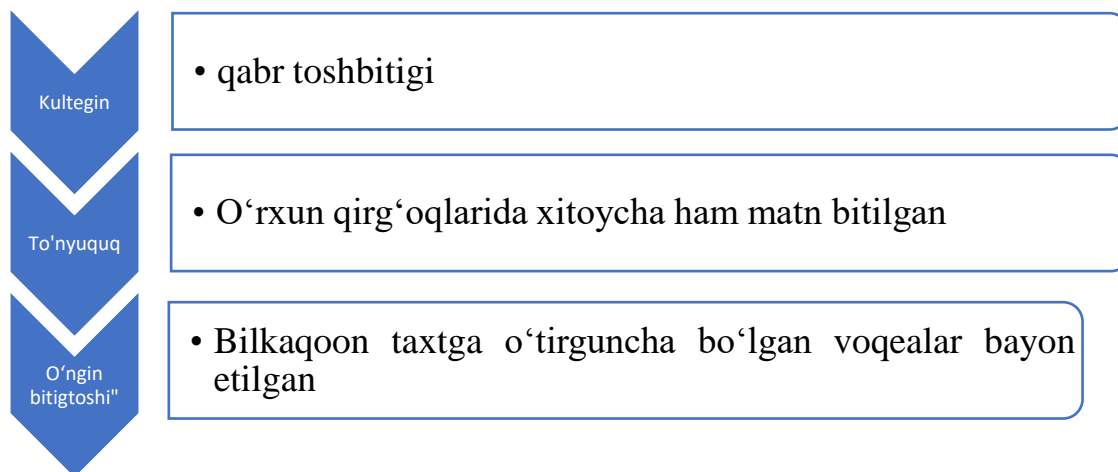 Kultegin
• qabr toshbitigi
To'nyuquq
• O‘rxun qirg‘oqlarida xitoycha ham matn bitilgan
O‘ngin
bitigtoshi"
• Bilkaqoon taxtga o‘tirguncha bo‘lgan voqealar bayon
etilgan